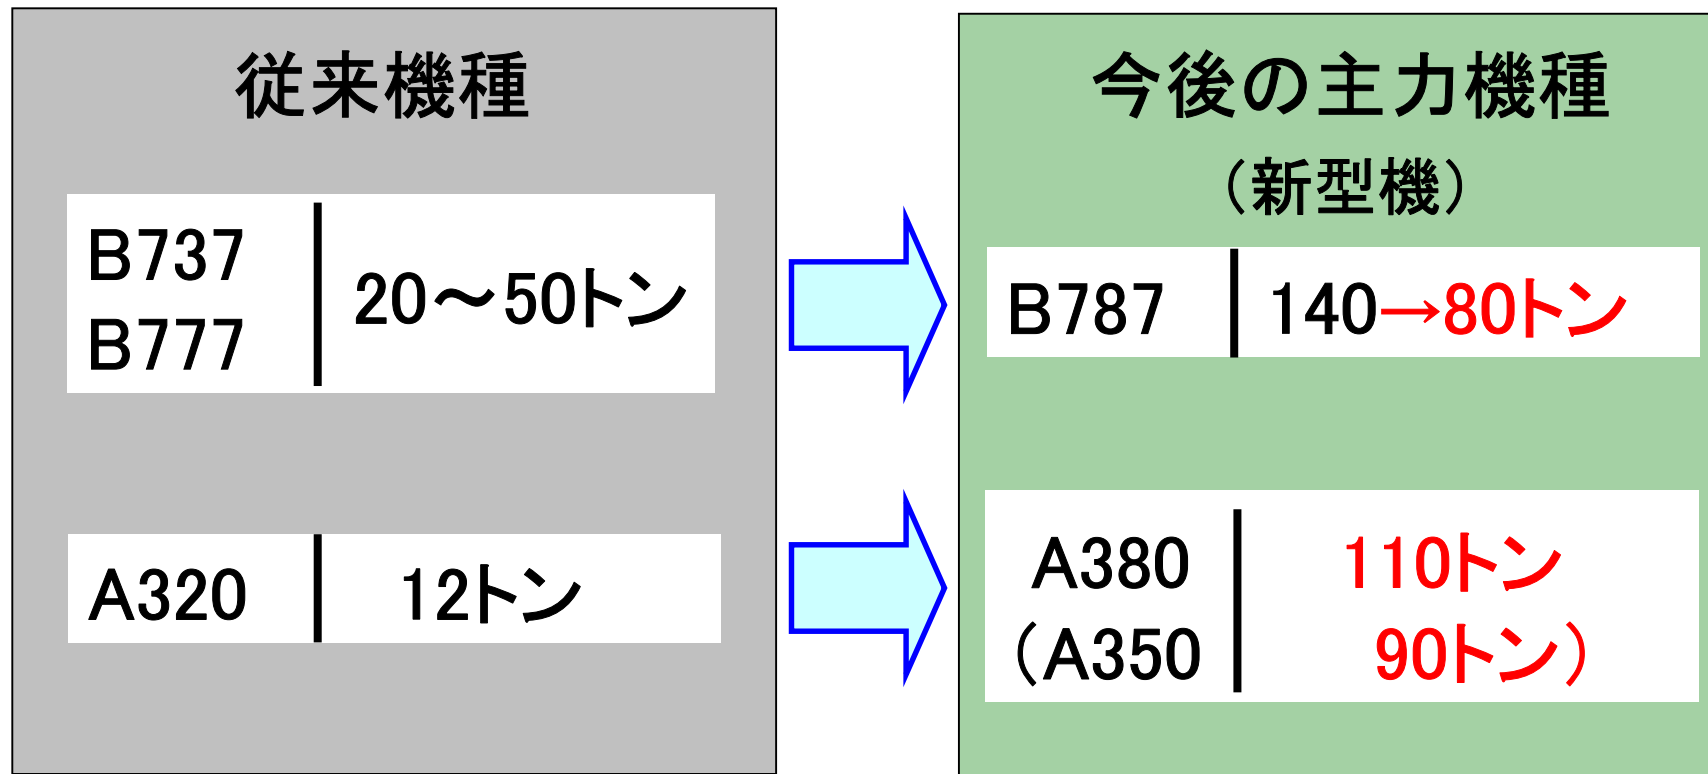 従来機種
B737
B777
20～50トン
A320
12トン
今後の主力機種
（新型機）
B787
140→80トン
A380
110トン
（A350
90トン）